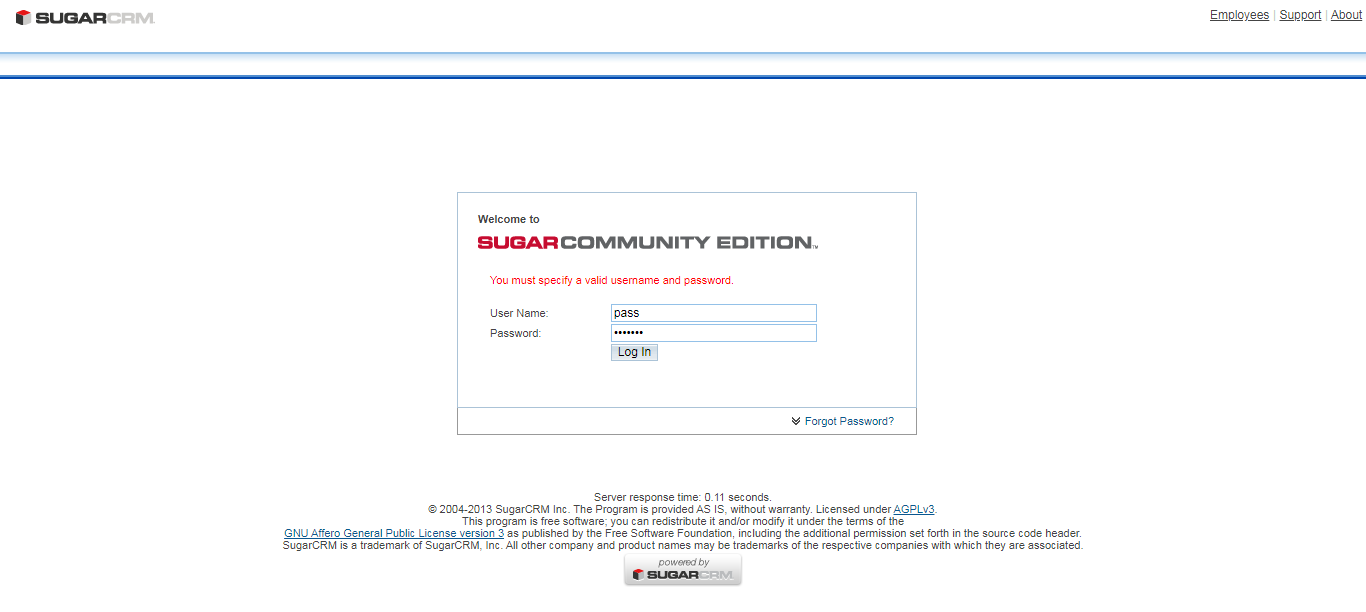 SUGARCRM.
Employees | Support | About
Welcome to
SUGARCOMMUNITY EDITION™
You must specify a valid username and password.
User Name: pass
Password: •••••••
Log In
Forgot Password?
Server response time: 0.11 seconds.
© 2004-2013 SugarCRM Inc. The Program is provided AS IS, without warranty. Licensed under AGPLv3.
This program is free software; you can redistribute it and/or modify it under the terms of the
GNU Affero General Public License version 3 as published by the Free Software Foundation, including the additional permission set forth in the source code header.
SugarCRM is a trademark of SugarCRM, Inc. All other company and product names may be trademarks of the respective companies with which they are associated.
powered by
SUGARCRM.